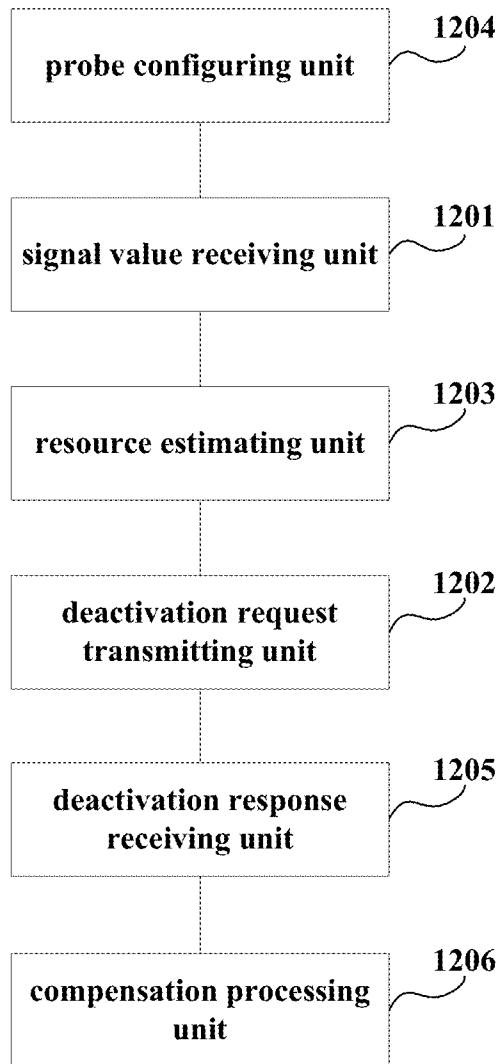 1204
probe configuring unit
1201
signal value receiving unit
1203
resource estimating unit
1202
deactivation request
transmitting unit
1205
deactivation response
receiving unit
1206
compensation processing
unit